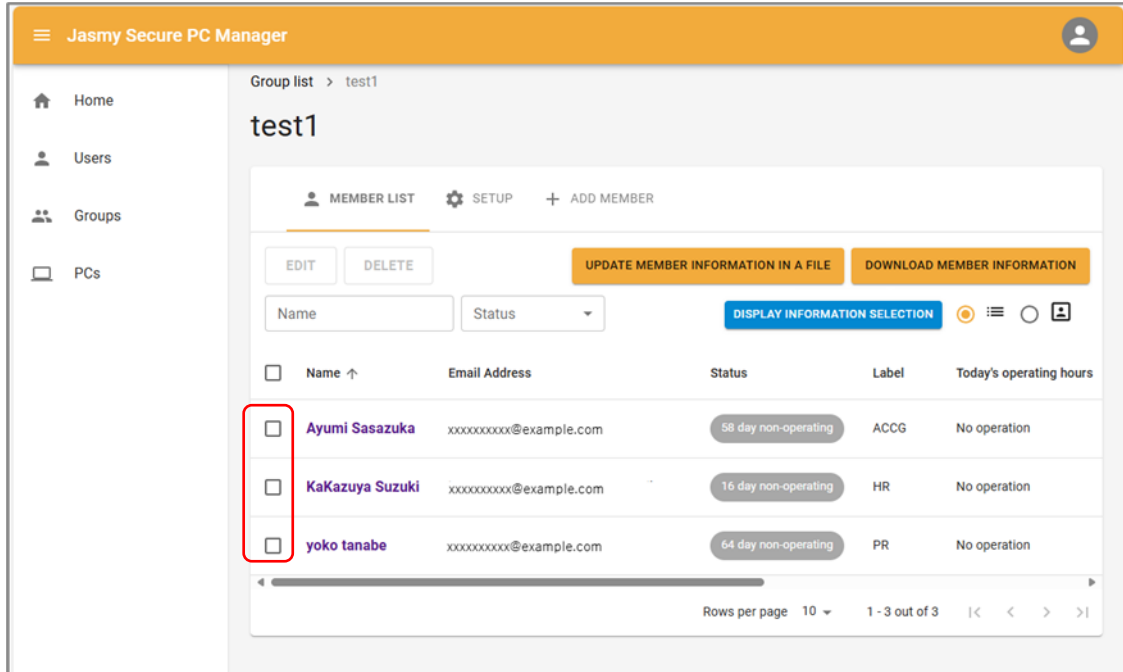 Jasmy Secure PC Manager
Home
Users
Groups
PCs
Group list > test1
test1
MEMBER LIST SETUP + ADD MEMBER
EDIT DELETE UPDATE MEMBER INFORMATION IN A FILE DOWNLOAD MEMBER INFORMATION
Name Status DISPLAY INFORMATION SELECTION
Name ↑ Email Address Status Label Today's operating hours
Ayumi Sasazuka xxxxxxxxxx@example.com 58 day non-operating ACCG No operation
KaKazuya Suzuki xxxxxxxxxx@example.com 16 day non-operating HR No operation
yoko tanabe xxxxxxxxxx@example.com 64 day non-operating PR No operation
Rows per page 10 1 - 3 out of 3